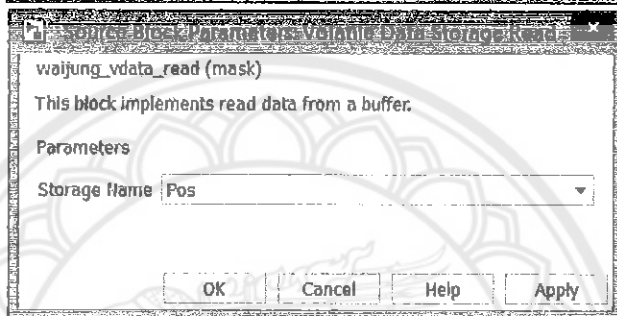 Source Block Parameters: Volatile Data Storage Read
waijung_vdata_read (mask)
This block implements read data from a buffer.
Parameters
Storage Name Pos
OK Cancel Help Apply